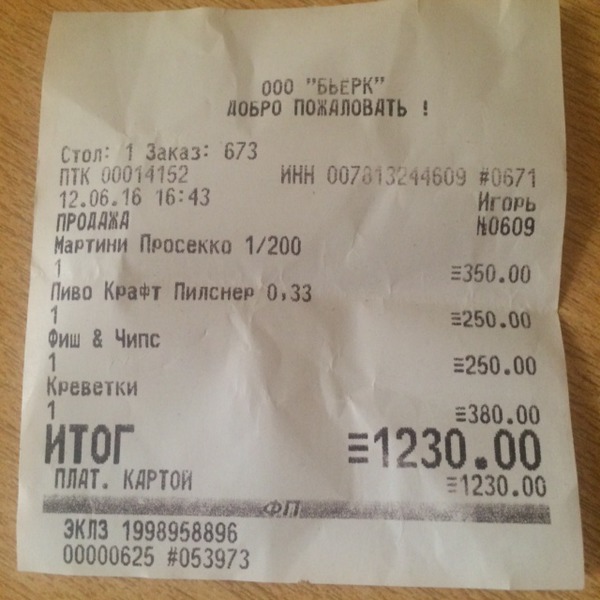 ООО "БЬЕРК"
ДОБРО ПОЖАЛОВАТЬ !
Стол: 1 Заказ: 673
ПТК 00014152 ИНН 007813244609 #0671
12.06.16 16:43 Игорь
ПРОДАЖА №0609
Мартини Просекко 1/200
1 ≡350.00
Пиво Крафт Пилснер 0,33
1 ≡250.00
Фиш & Чипс
1 ≡250.00
Креветки
1 ≡380.00
ИТОГ ≡1230.00
ПЛАТ. КАРТОЙ ≡1230.00
ФП
ЭКЛЗ 1998958896
00000625 #053973